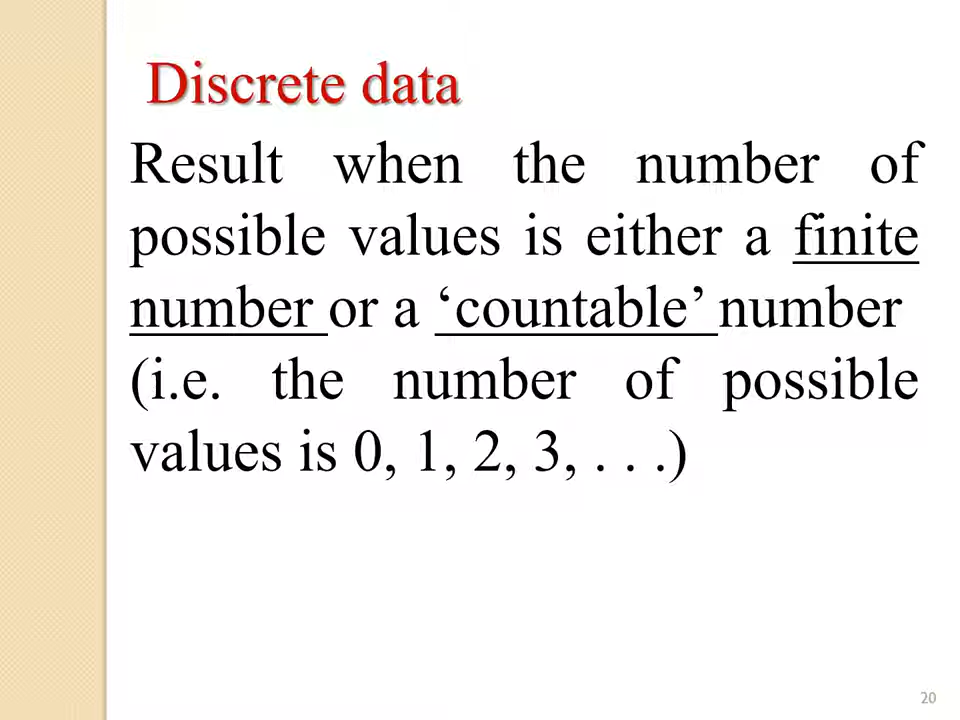 Discrete data
Result when the number of
possible values is either a finite
number or a ‘countable’ number
(i.e. the number of possible
values is 0, 1, 2, 3, . . .)
20